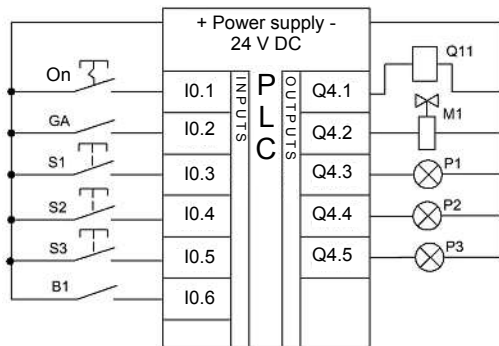 + Power supply -
24 V DC
On
GA
S1
S2
S3
B1
I0.1
I0.2
I0.3
I0.4
I0.5
I0.6
INPUTS
PLC
OUTPUTS
Q4.1
Q4.2
Q4.3
Q4.4
Q4.5
Q11
M1
P1
P2
P3